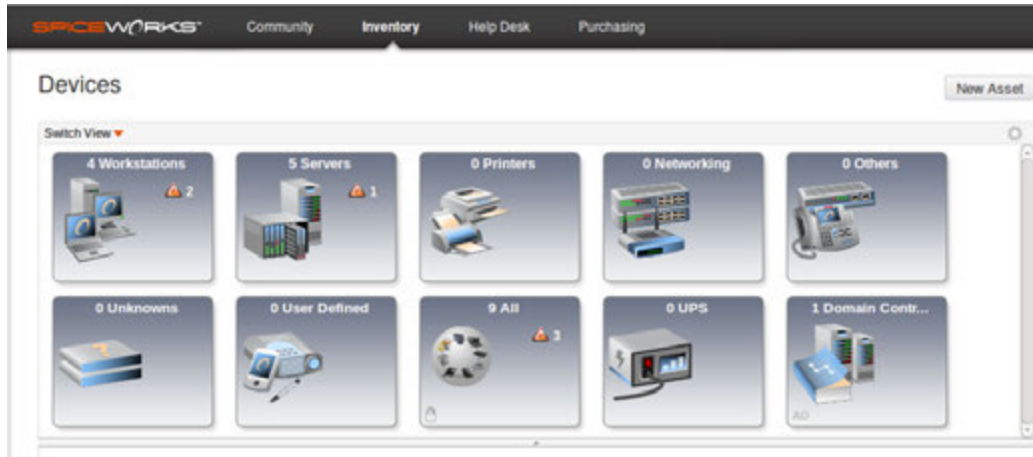 SPICEWORKS Community Inventory Help Desk Purchasing
Devices New Asset
Switch View
4 Workstations 5 Servers 0 Printers 0 Networking 0 Others
2 1
0 Unknowns 0 User Defined 9 All 0 UPS 1 Domain Contr...
3
AD